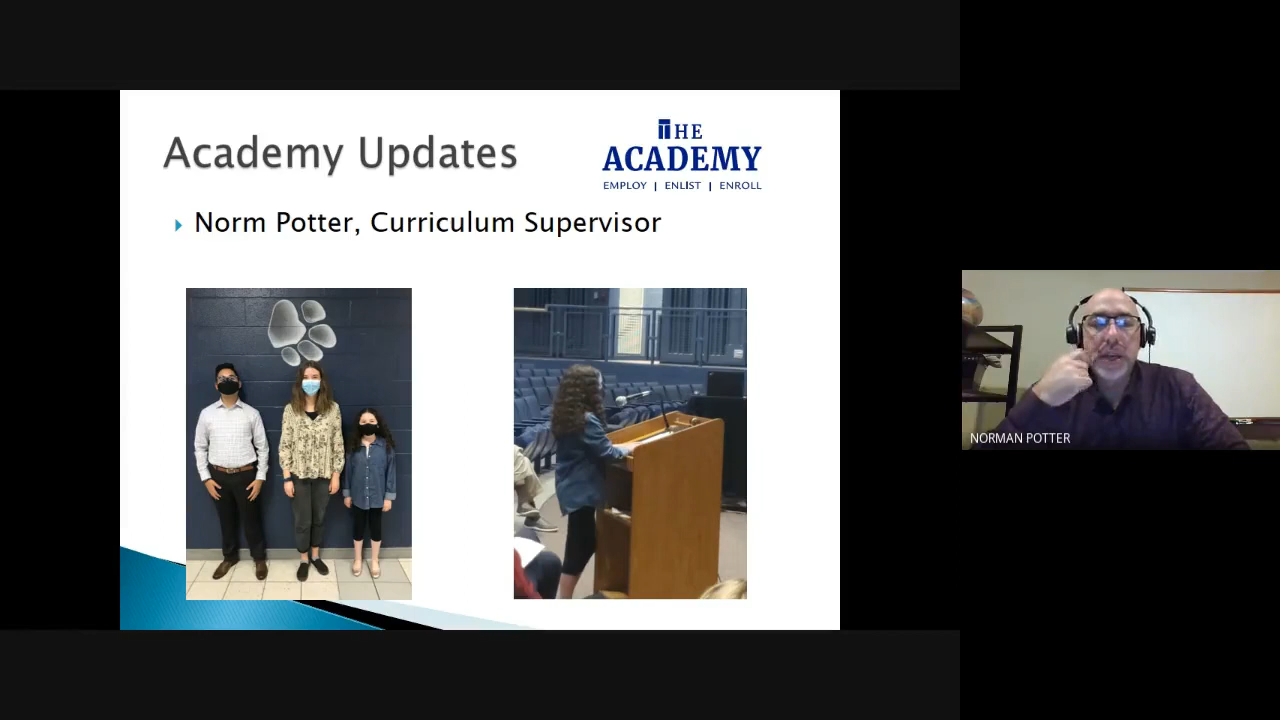 Academy Updates
THE
ACADEMY
EMPLOY | ENLIST | ENROLL
Norm Potter, Curriculum Supervisor
NORMAN POTTER